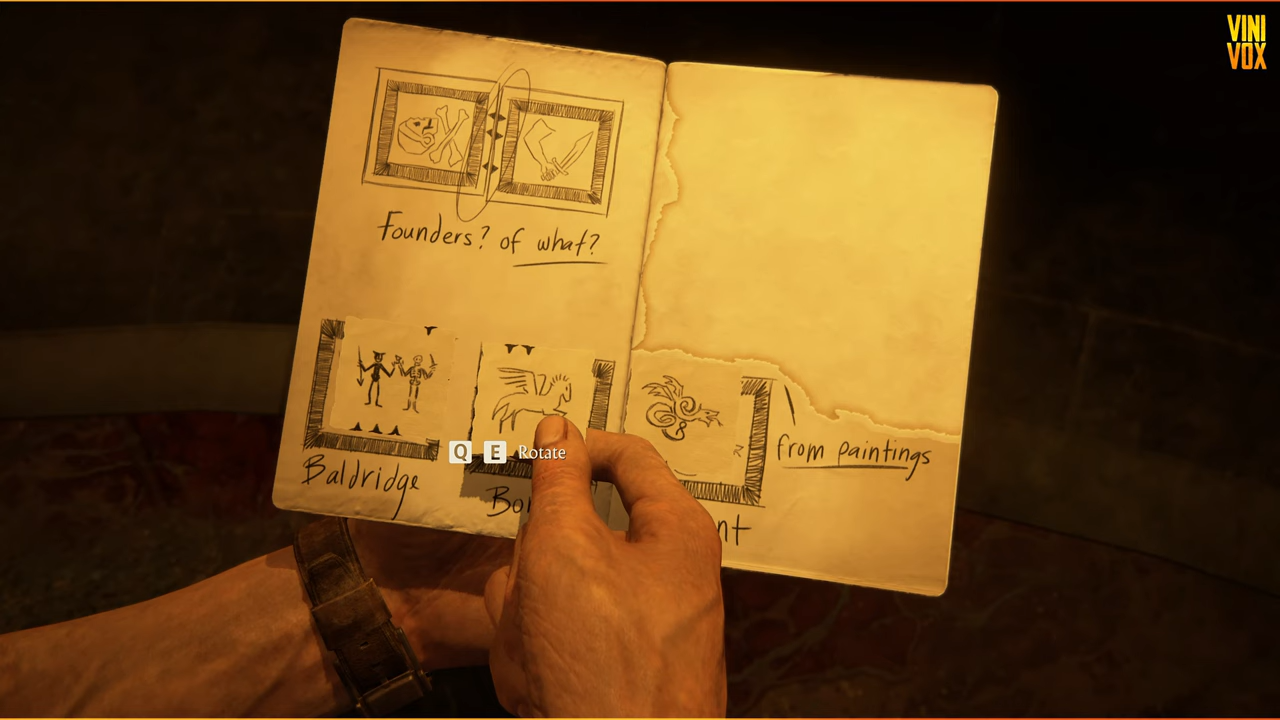 VINI
VOX
Founders? of what?
Q E Rotate
from paintings
Baldridge